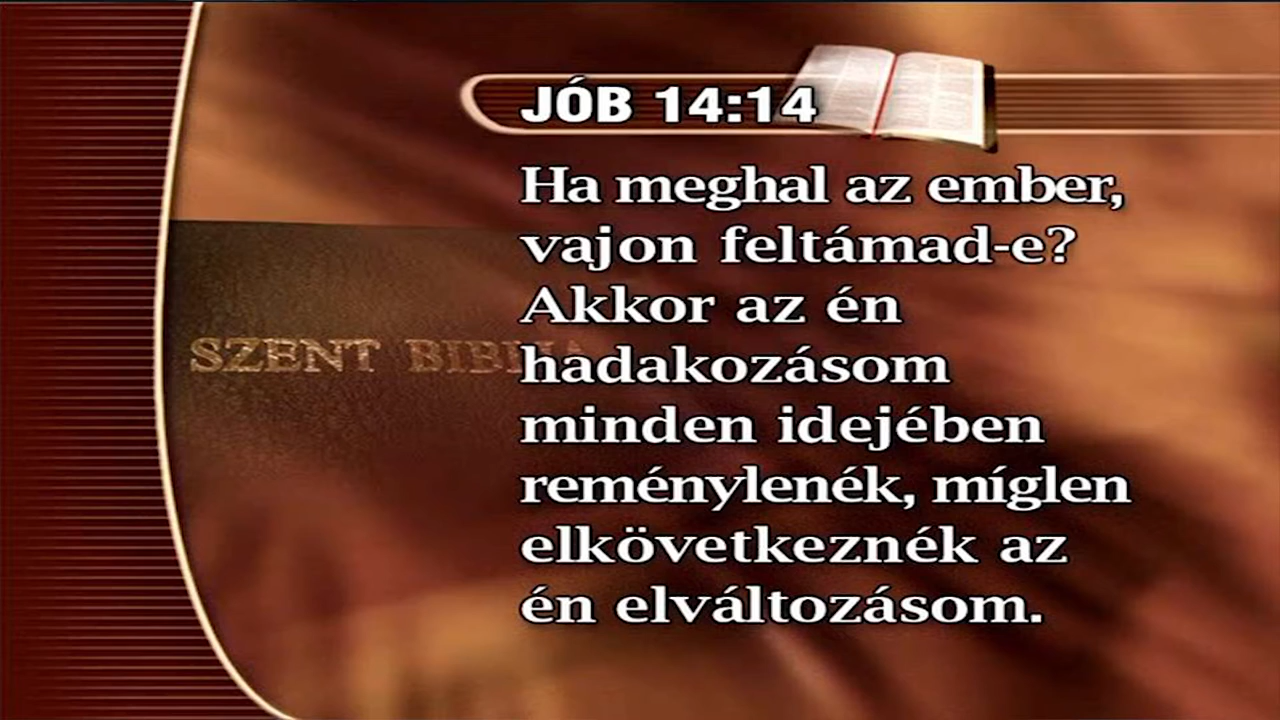 JÓB 14:14
Ha meghal az ember,
vajon feltámad-e?
Akkor az én
hadakozásom
minden idejében
reménylenék, míglen
elkövetkeznék az
én elváltozásom.
SZENT BIBLIA